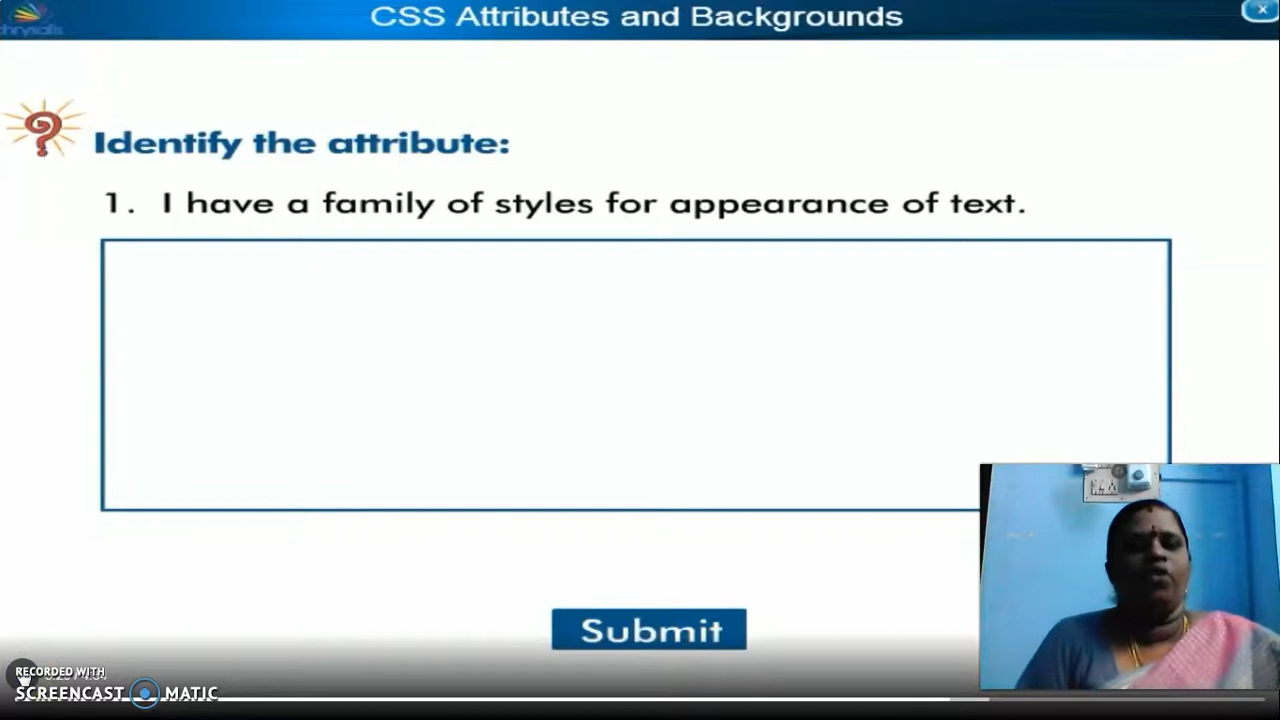 CSS Attributes and Backgrounds
chrysalis
Identify the attribute:
1. I have a family of styles for appearance of text.
Submit
RECORDED WITH
SCREENCAST MATIC